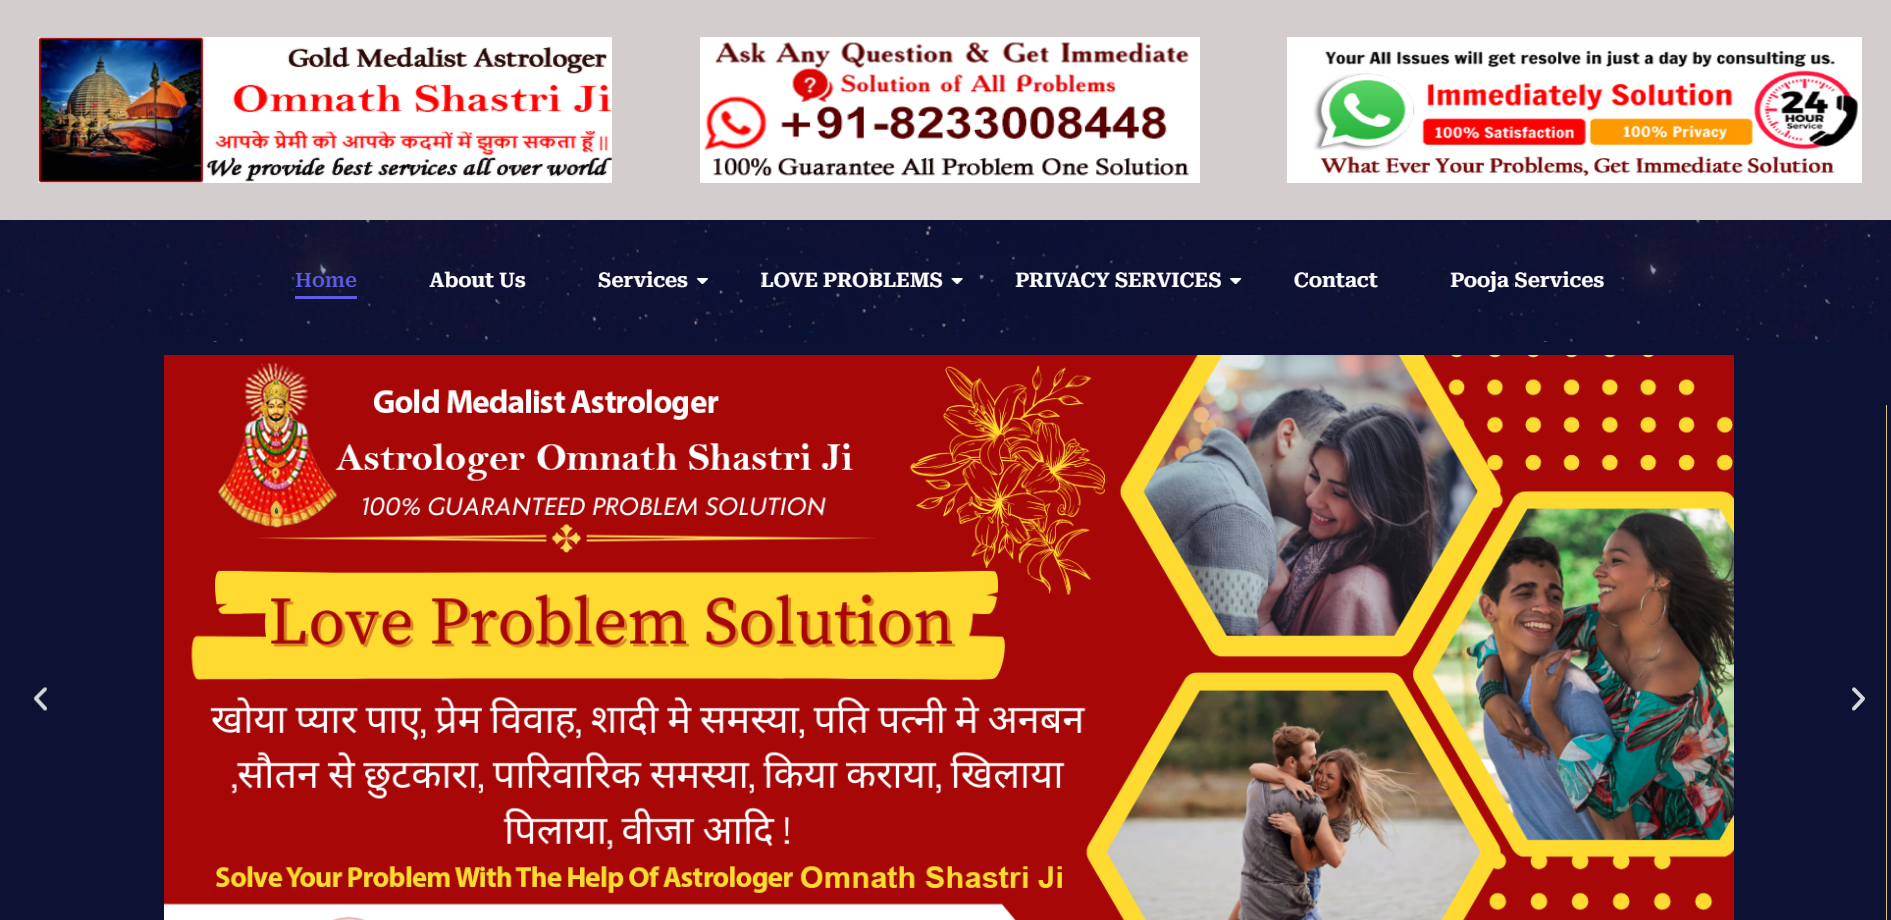 Gold Medalist Astrologer
Omnath Shastri Ji
आपके प्रेमी को आपके कदमों में झुका सकता हूँ ||
We provide best services all over world
Ask Any Question & Get Immediate
? Solution of All Problems
+91-8233008448
100% Guarantee All Problem One Solution
Your All Issues will get resolve in just a day by consulting us.
Immediately Solution
100% Satisfaction
100% Privacy
24
HOUR
Service
What Ever Your Problems, Get Immediate Solution
Home About Us Services LOVE PROBLEMS PRIVACY SERVICES Contact Pooja Services
Gold Medalist Astrologer
Astrologer Omnath Shastri Ji
100% GUARANTEED PROBLEM SOLUTION
Love Problem Solution
खोया प्यार पाए, प्रेम विवाह, शादी मे समस्या, पति पत्नी मे अनबन
,सौतन से छुटकारा, पारिवारिक समस्या, किया कराया, खिलाया
पिलाया, वीजा आदि !
Solve Your Problem With The Help Of Astrologer Omnath Shastri Ji